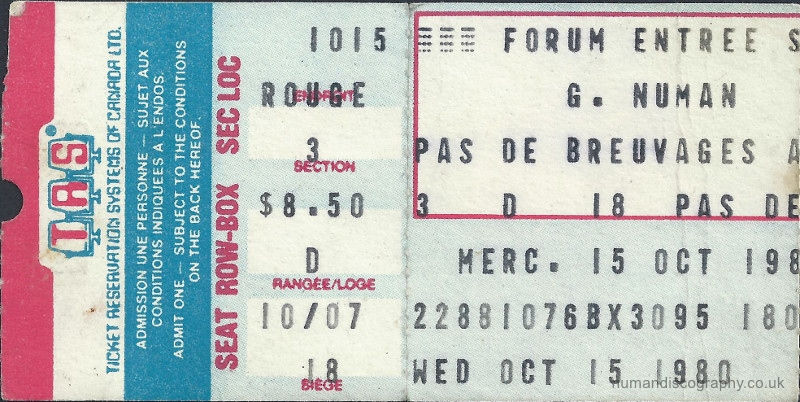 TRS
TICKET RESERVATION SYSTEMS OF CANADA LTD.
ADMISSION UNE PERSONNE — SUJET AUX
CONDITIONS INDIQUEES A L'ENDOS.
ADMIT ONE — SUBJECT TO THE CONDITIONS
ON THE BACK HEREOF.
SEAT ROW-BOX SEC LOC
1015
ROUGE
ENDROIT
3
SECTION
$8.50
D
RANGÉE/LOGE
10/07
18
SIÈGE
FORUM ENTREE S
G. NUMAN
PAS DE BREUVAGES A
3 D 18 PAS DE
MERC. 15 OCT 198
22881076BX3095 180
WED OCT 15 1980
numandiscography.co.uk